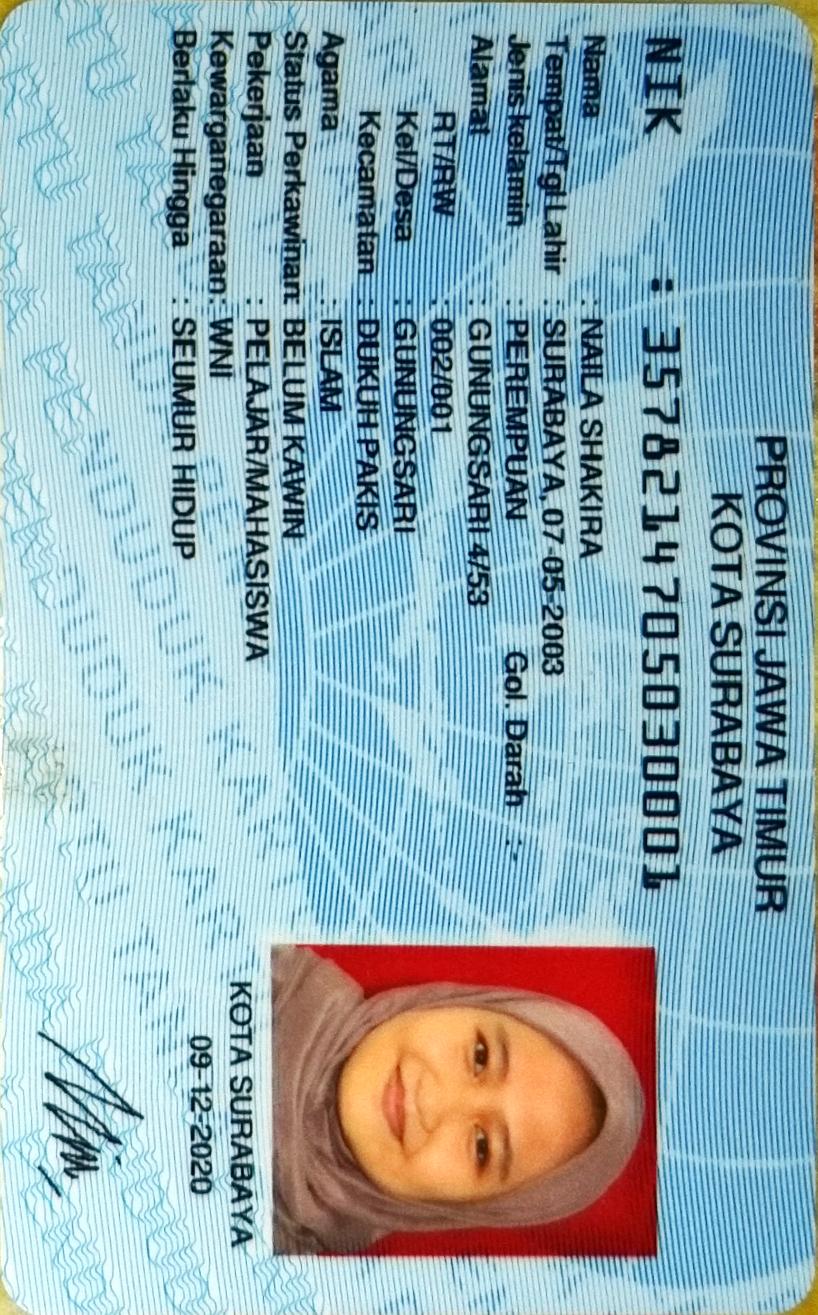 PROVINSI JAWA TIMUR
KOTA SURABAYA
NIK : 3578214705030001
Nama : NAILA SHAKIRA
Tempat/Tgl Lahir : SURABAYA, 07-05-2003
Jenis kelamin : PEREMPUAN Gol. Darah :-
Alamat : GUNUNGSARI 4/53
RT/RW : 002/001
Kel/Desa : GUNUNGSARI
Kecamatan : DUKUH PAKIS
Agama : ISLAM
Status Perkawinan: BELUM KAWIN
Pekerjaan : PELAJAR/MAHASISWA
Kewarganegaraan: WNI
Berlaku Hingga : SEUMUR HIDUP
KOTA SURABAYA
09-12-2020